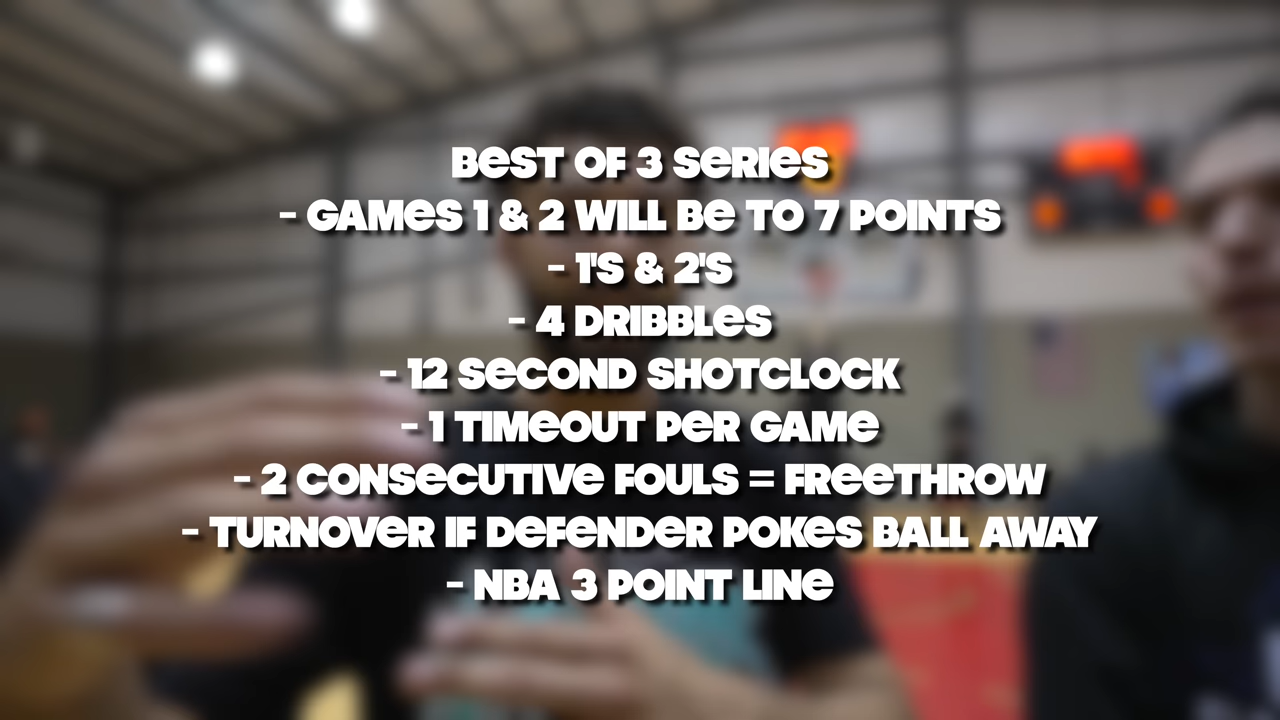 BEST OF 3 SERIES
- GAMES 1 & 2 WILL BE TO 7 POINTS
- 1'S & 2'S
- 4 DRIBBLES
- 12 SECOND SHOTCLOCK
- 1 TIMEOUT PER GAME
- 2 CONSECUTIVE FOULS = FREETHROW
- TURNOVER IF DEFENDER POKES BALL AWAY
- NBA 3 POINT LINE